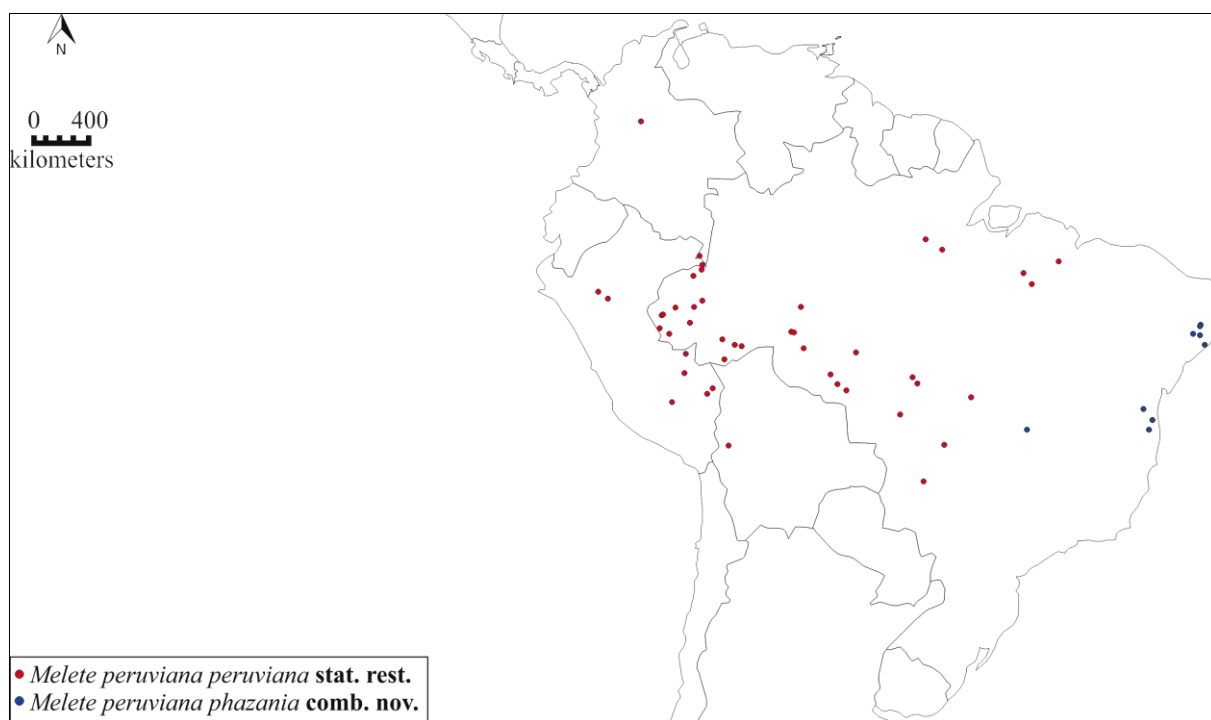 N
0 400
kilometers
Melete peruviana peruviana stat. rest.
Melete peruviana phazania comb. nov.